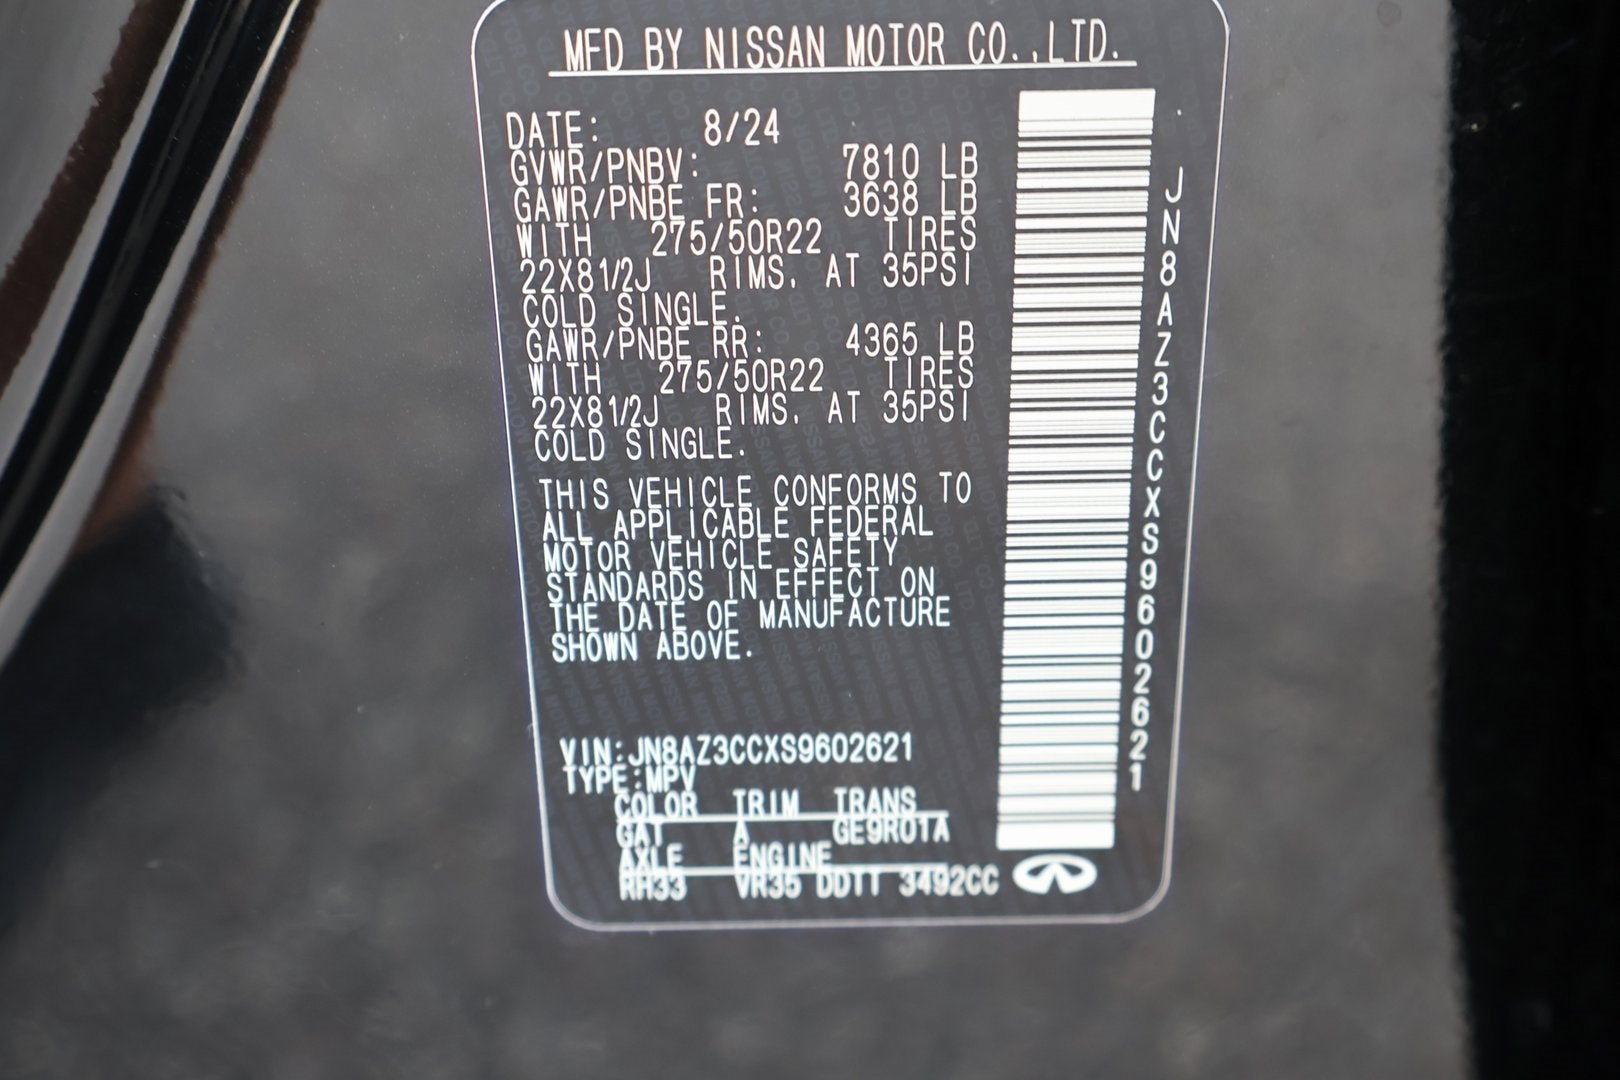 MFD BY NISSAN MOTOR CO.,LTD.
DATE: 8/24
GVWR/PNBV: 7810 LB
GAWR/PNBE FR: 3638 LB
WITH 275/50R22 TIRES
22X81/2J RIMS, AT 35PSI
COLD SINGLE.
GAWR/PNBE RR: 4365 LB
WITH 275/50R22 TIRES
22X81/2J RIMS, AT 35PSI
COLD SINGLE.
THIS VEHICLE CONFORMS TO
ALL APPLICABLE FEDERAL
MOTOR VEHICLE SAFETY
STANDARDS IN EFFECT ON
THE DATE OF MANUFACTURE
SHOWN ABOVE.
VIN:JN8AZ3CCXS9602621
TYPE:MPV
COLOR TRIM TRANS
GAT A GE9R01A
AXLE ENGINE
RH33 VR35 DDTT 3492CC
JN8AZ3CCXS9602621